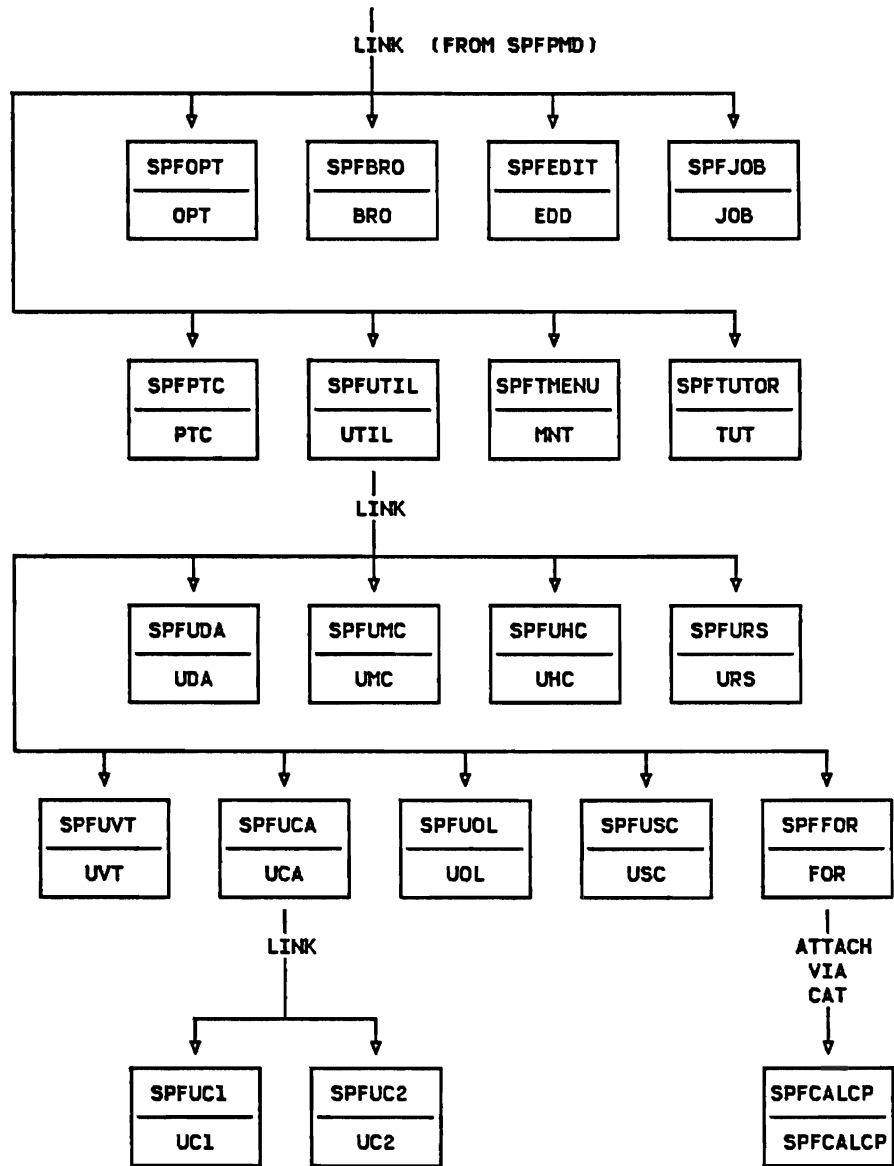 LINK (FROM SPFPMD)
SPFOPT SPFBRO SPFEDIT SPFJOB
OPT BRO EDD JOB
SPFPTC SPFUTIL SPFTMENU SPFTUTOR
PTC UTIL MNT TUT
LINK
SPFUDA SPFUMC SPFUHC SPFURS
UDA UMC UHC URS
SPFUVT SPFUCA SPFUOL SPFUSC SPFFOR
UVT UCA UOL USC FOR
LINK
ATTACH
VIA
CAT
SPFUC1 SPFUC2 SPFCALCP
UC1 UC2 SPFCALCP